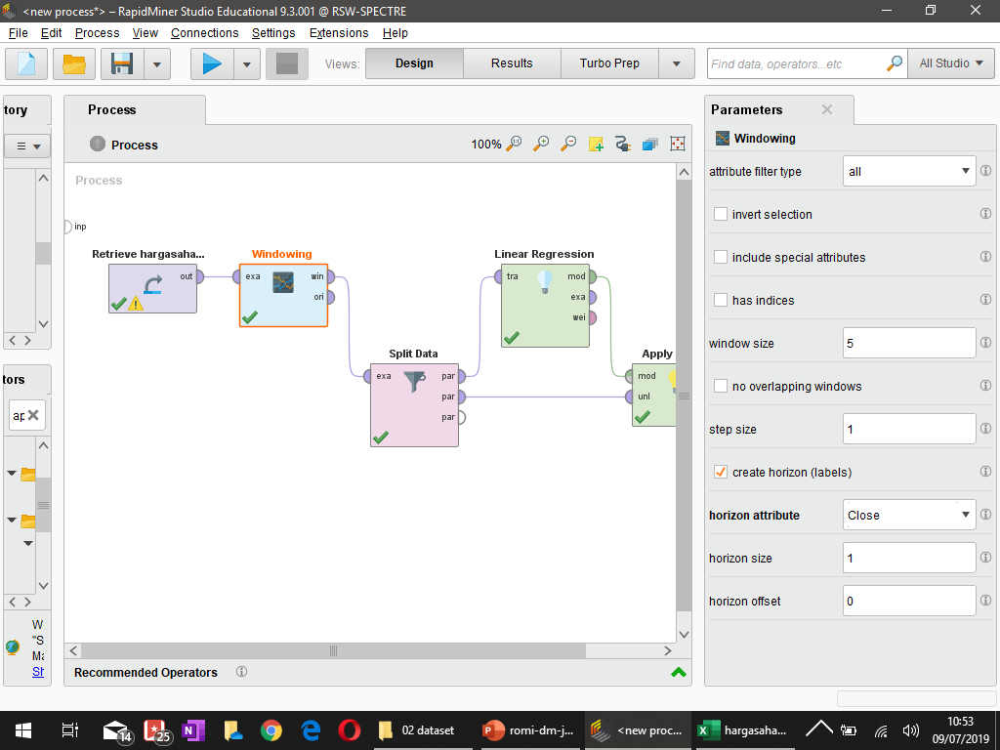 <new process*> – RapidMiner Studio Educational 9.3.001 @ RSW-SPECTRE
File Edit Process View Connections Settings Extensions Help
Views: Design Results Turbo Prep
Find data, operators...etc
All Studio
tory
Process
Parameters
Process
100%
Windowing
Process
attribute filter type all
inp
invert selection
Retrieve hargasaha...
Windowing
Linear Regression
include special attributes
out
exa win
ori
tra mod
exa
wei
has indices
window size 5
Split Data
Apply
exa par
par
par
mod
unl
no overlapping windows
tors
ap
step size 1
create horizon (labels)
horizon attribute Close
horizon size 1
horizon offset 0
W
"S
Ma
Sh
Recommended Operators
14
25
02 dataset
romi-dm-j...
<new proc...
hargasaha...
10:53
09/07/2019